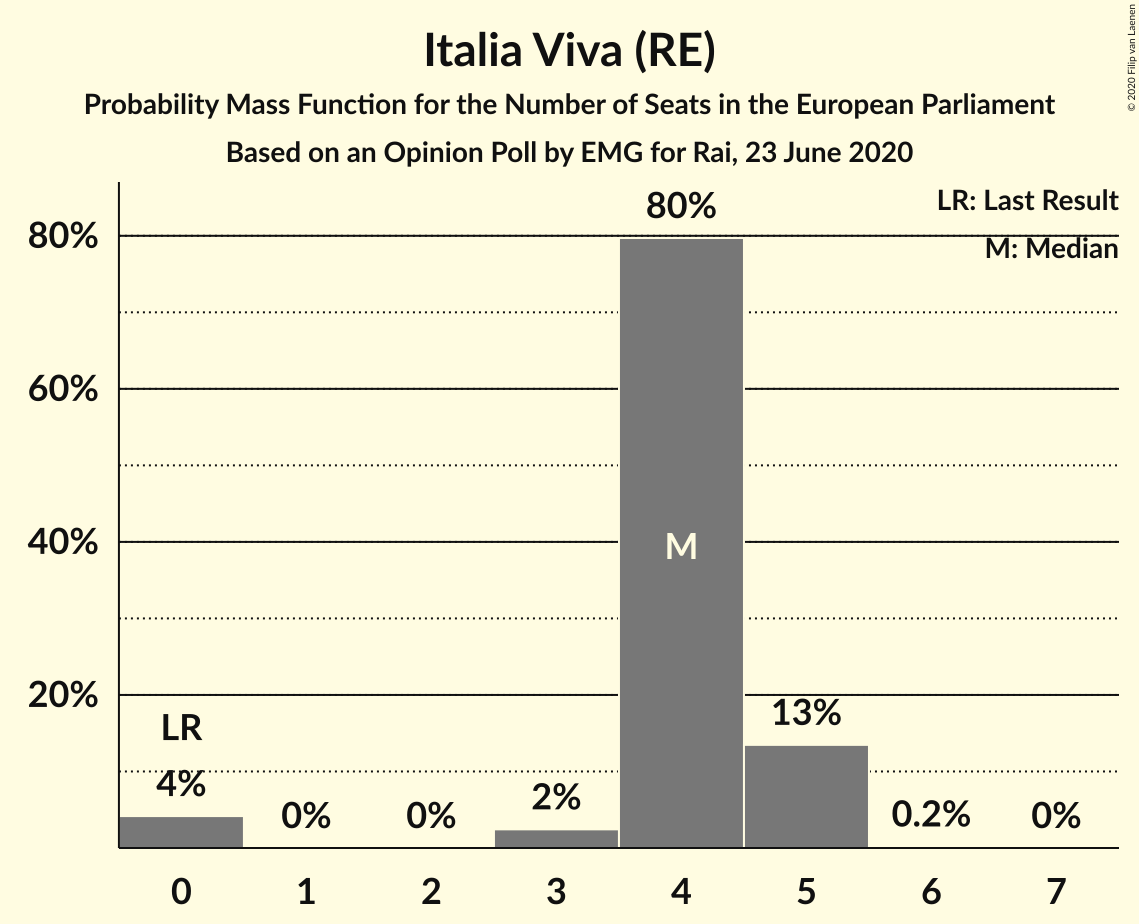 Italia Viva (RE)
Probability Mass Function for the Number of Seats in the European Parliament
Based on an Opinion Poll by EMG for Rai, 23 June 2020
© 2020 Filip van Laenen
LR: Last Result
M: Median
80%
60%
40%
20%
LR
4%
0%
0%
2%
80%
M
13%
0.2%
0%
0 1 2 3 4 5 6 7